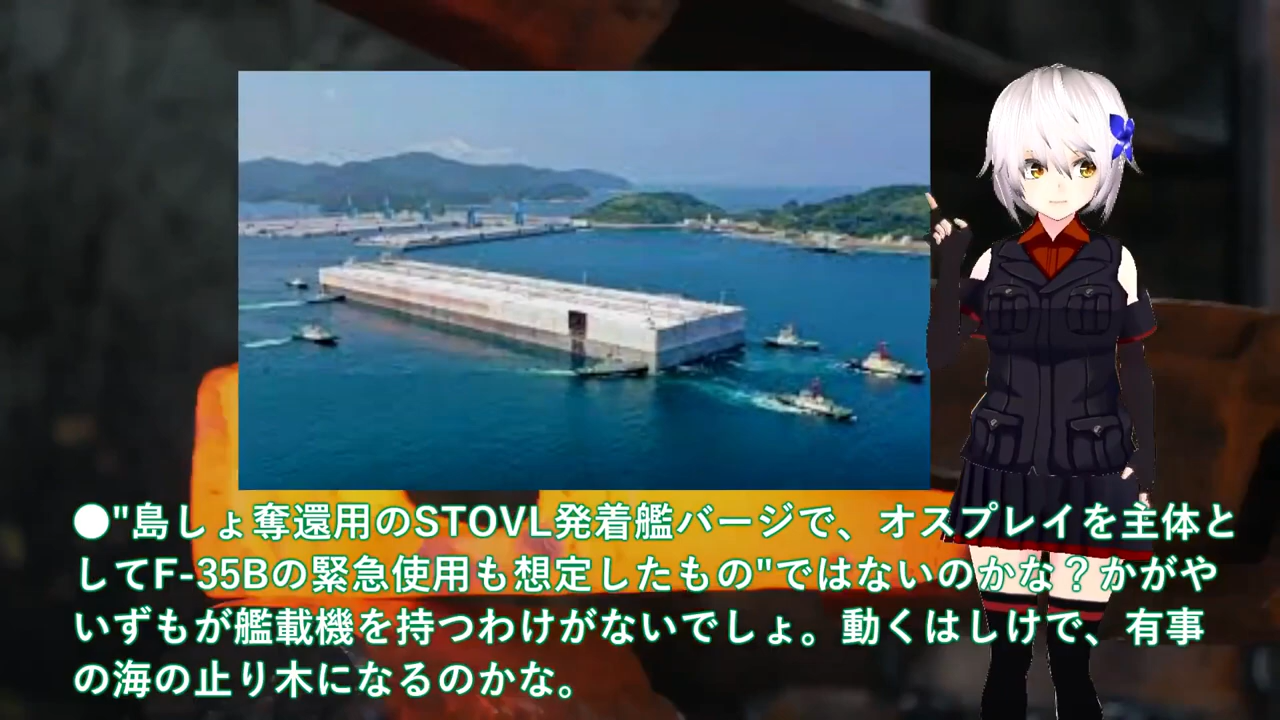 ●"島しょ奪還用のSTOVL発着艦バージで、オスプレイを主体と
してF-35Bの緊急使用も想定したもの"ではないのかな？かがや
いずもが艦載機を持つわけがないでしょ。動くはしけで、有事
の海の止り木になるのかな。